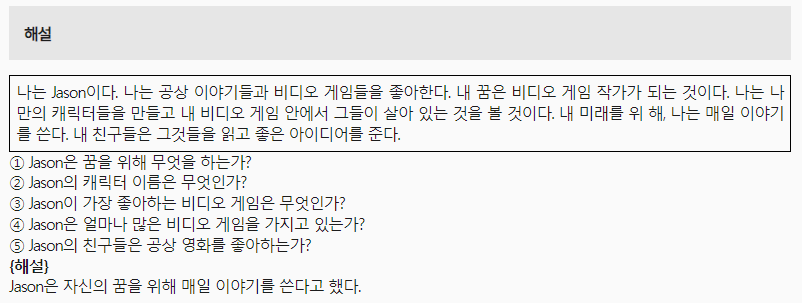 해설
나는 Jason이다. 나는 공상 이야기들과 비디오 게임들을 좋아한다. 내 꿈은 비디오 게임 작가가 되는 것이다. 나는 나
만의 캐릭터들을 만들고 내 비디오 게임 안에서 그들이 살아 있는 것을 볼 것이다. 내 미래를 위 해, 나는 매일 이야기
를 쓴다. 내 친구들은 그것들을 읽고 좋은 아이디어를 준다.
① Jason은 꿈을 위해 무엇을 하는가?
② Jason의 캐릭터 이름은 무엇인가?
③ Jason이 가장 좋아하는 비디오 게임은 무엇인가?
④ Jason은 얼마나 많은 비디오 게임을 가지고 있는가?
⑤ Jason의 친구들은 공상 영화를 좋아하는가?
{해설}
Jason은 자신의 꿈을 위해 매일 이야기를 쓴다고 했다.